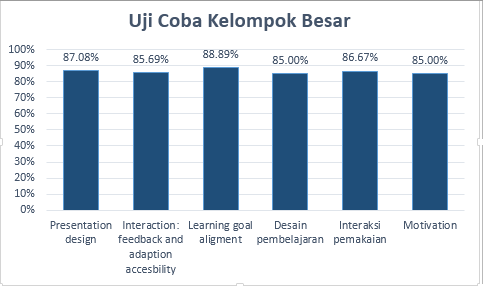 Uji Coba Kelompok Besar
100%
90%
80%
70%
60%
50%
40%
30%
20%
10%
0%
87.08%
85.69%
88.89%
85.00%
86.67%
85.00%
Presentation
design
Interaction:
feedback and
adaption
accesbility
Learning goal
aligment
Desain
pembelajaran
Interaksi
pemakaian
Motivation